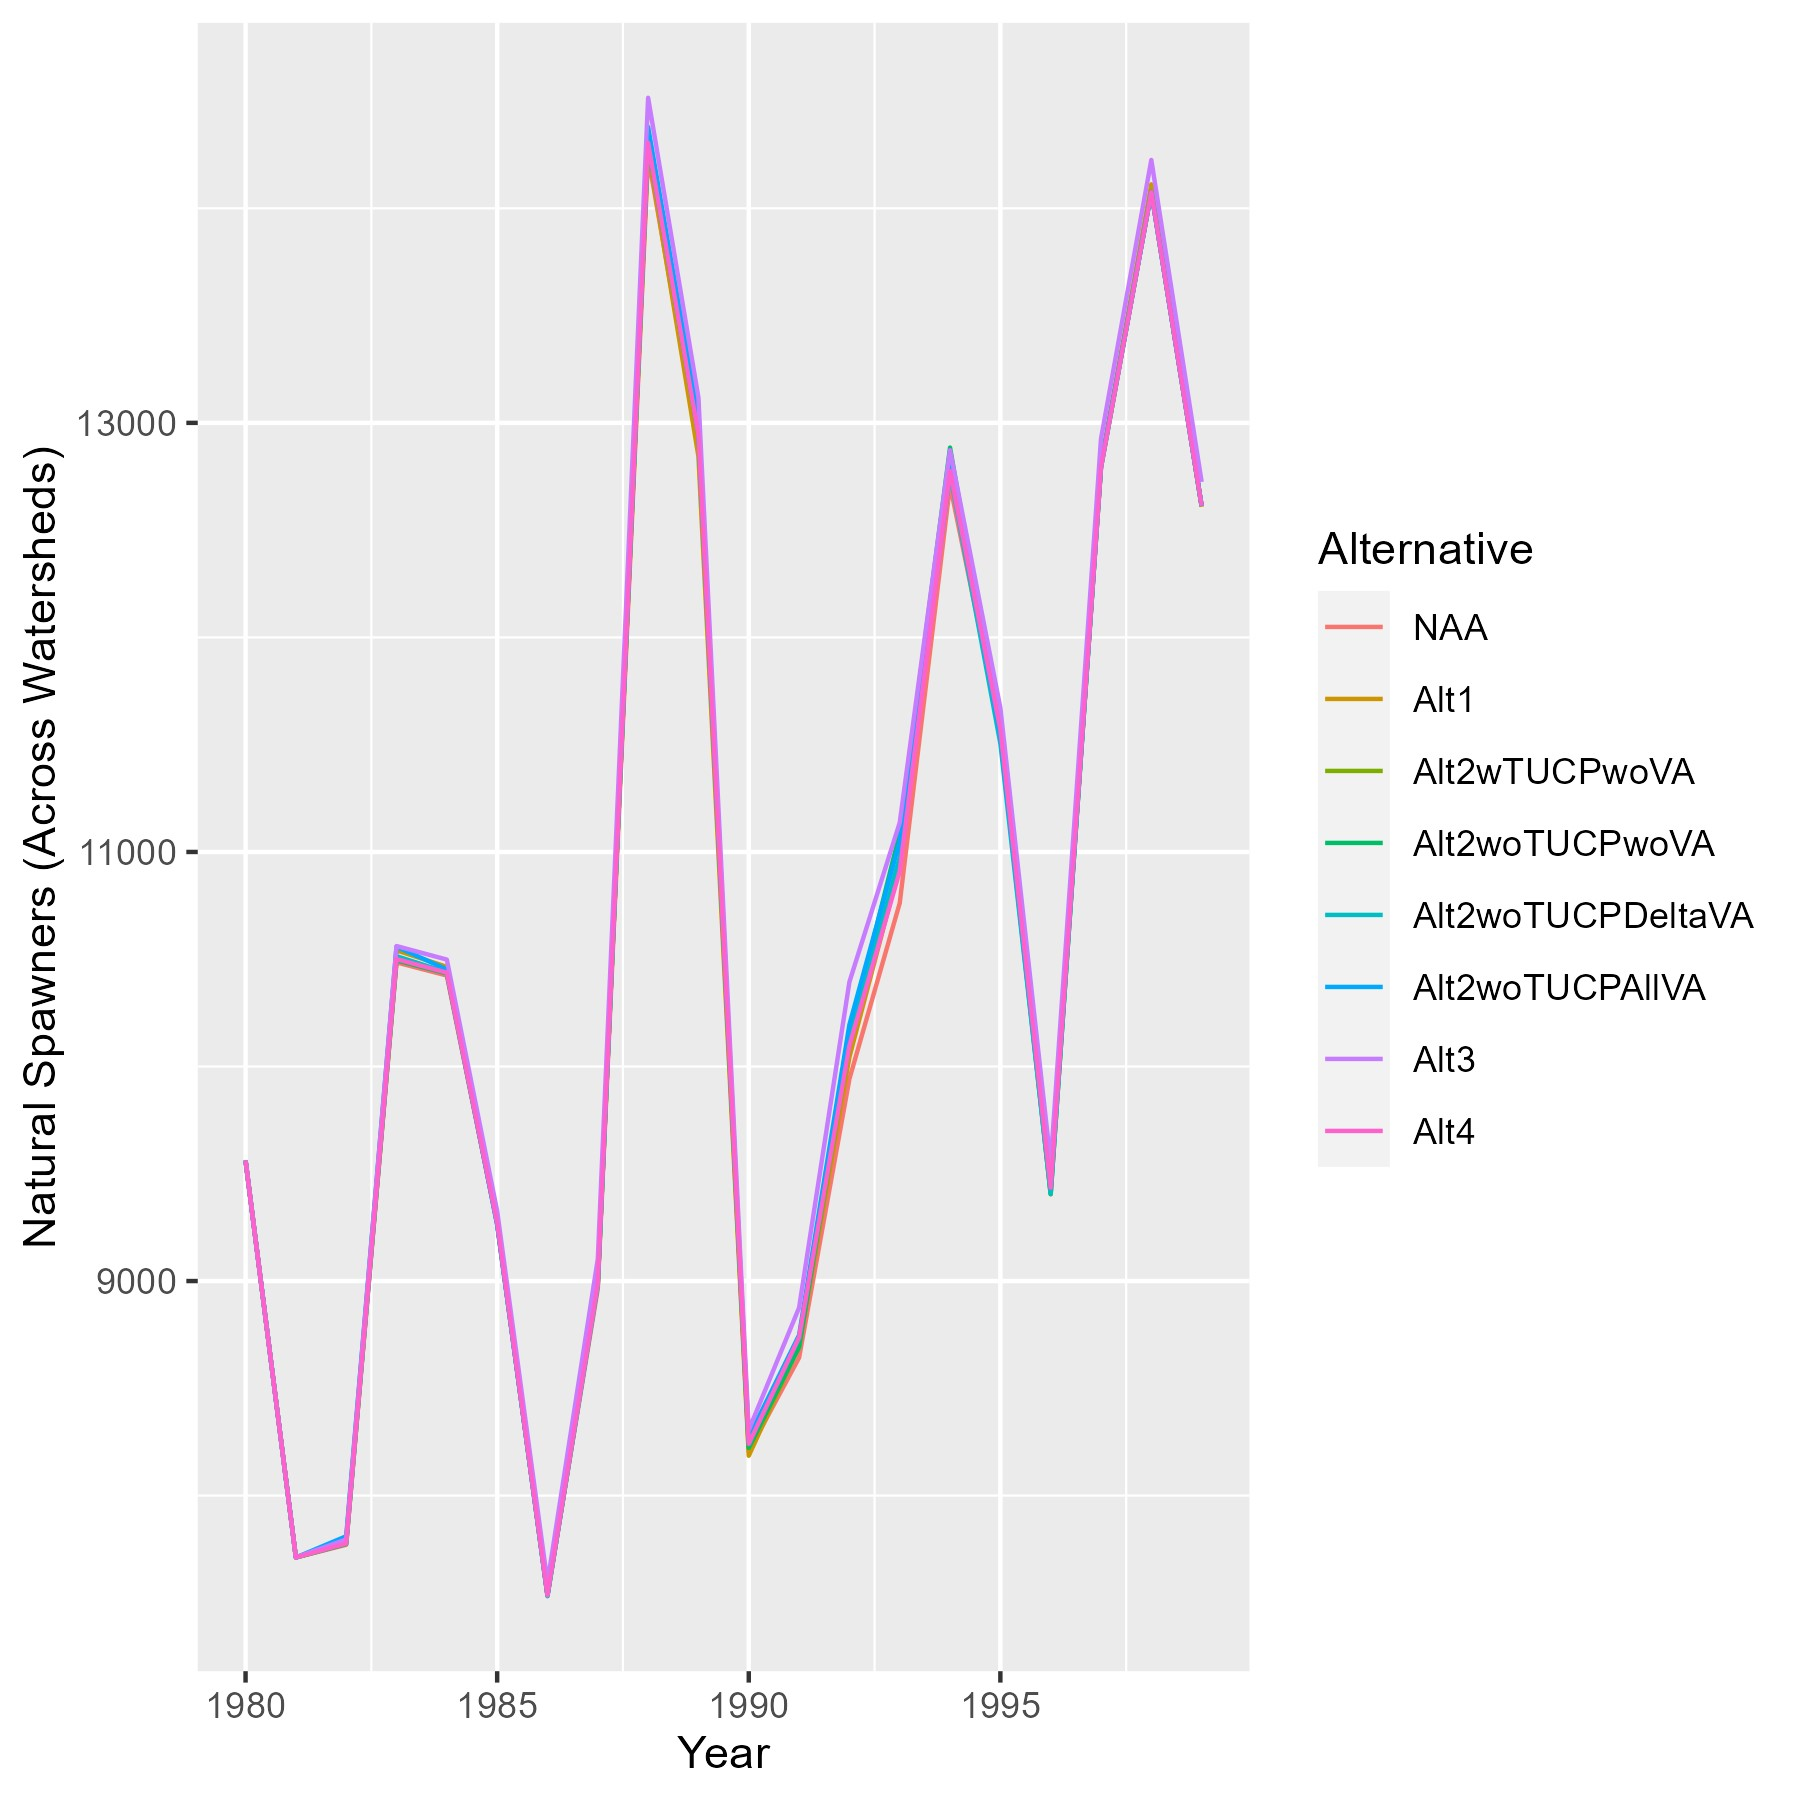 Natural Spawners (Across Watersheds)
13000
11000
9000
1980
1985
1990
1995
Year
Alternative
NAA
Alt1
Alt2wTUCPwoVA
Alt2woTUCPwoVA
Alt2woTUCPDeltaVA
Alt2woTUCPAllVA
Alt3
Alt4